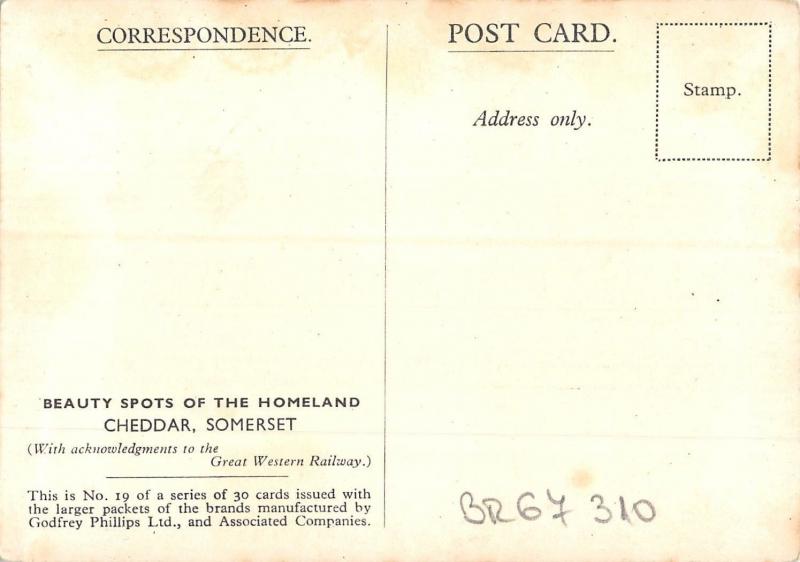 CORRESPONDENCE.
POST CARD.
Stamp.
Address only.
BEAUTY SPOTS OF THE HOMELAND
CHEDDAR, SOMERSET
(With acknowledgments to the
Great Western Railway.)
This is No. 19 of a series of 30 cards issued with
the larger packets of the brands manufactured by
Godfrey Phillips Ltd., and Associated Companies.
BR67 310